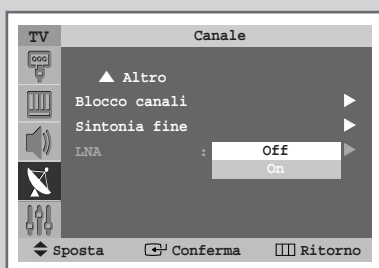 TV Canale
▲ Altro
Blocco canali ▶
Sintonia fine ▶
LNA : Off ▶
On
Sposta Conferma Ritorno